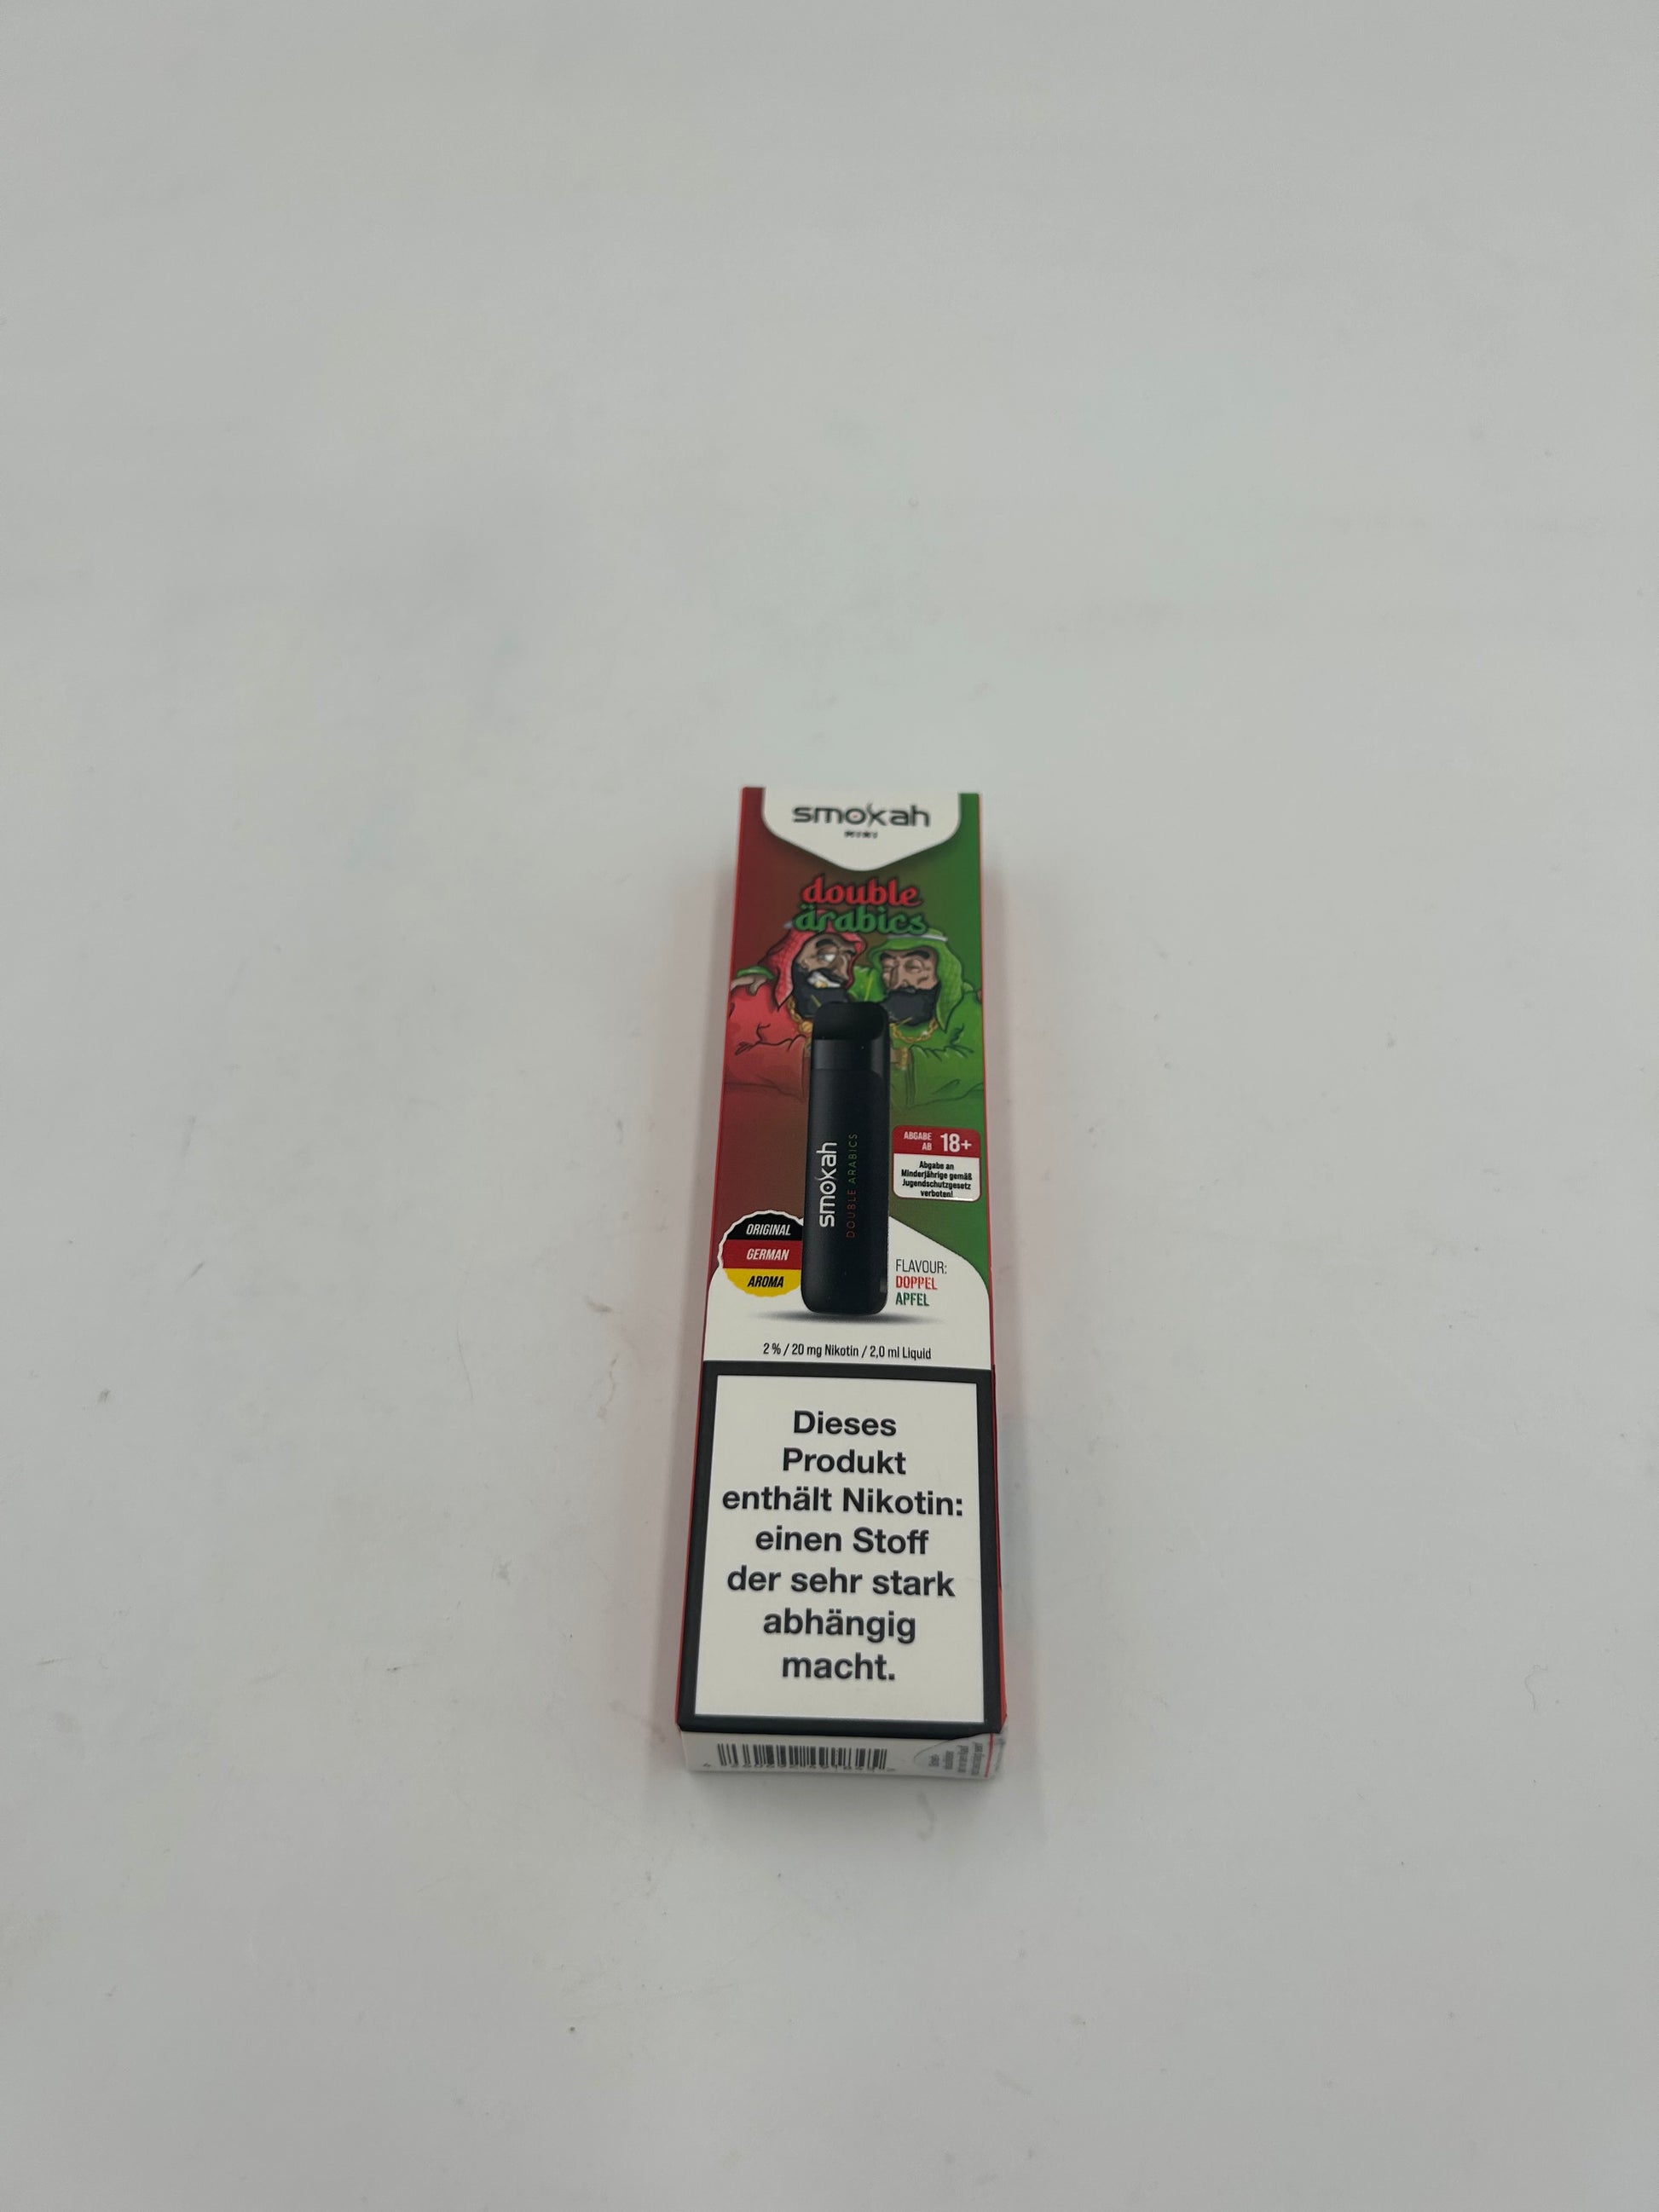 smokah
MINI
double
ärabics
smokah
DOUBLE ARABICS
ABGABE
AB
18+
Abgabe an
Minderjährige gemäß
Jugendschutzgesetz
verboten!
ORIGINAL
GERMAN
AROMA
FLAVOUR:
DOPPEL
APFEL
2 % / 20 mg Nikotin / 2,0 ml Liquid
Dieses
Produkt
enthält Nikotin:
einen Stoff
der sehr stark
abhängig
macht.